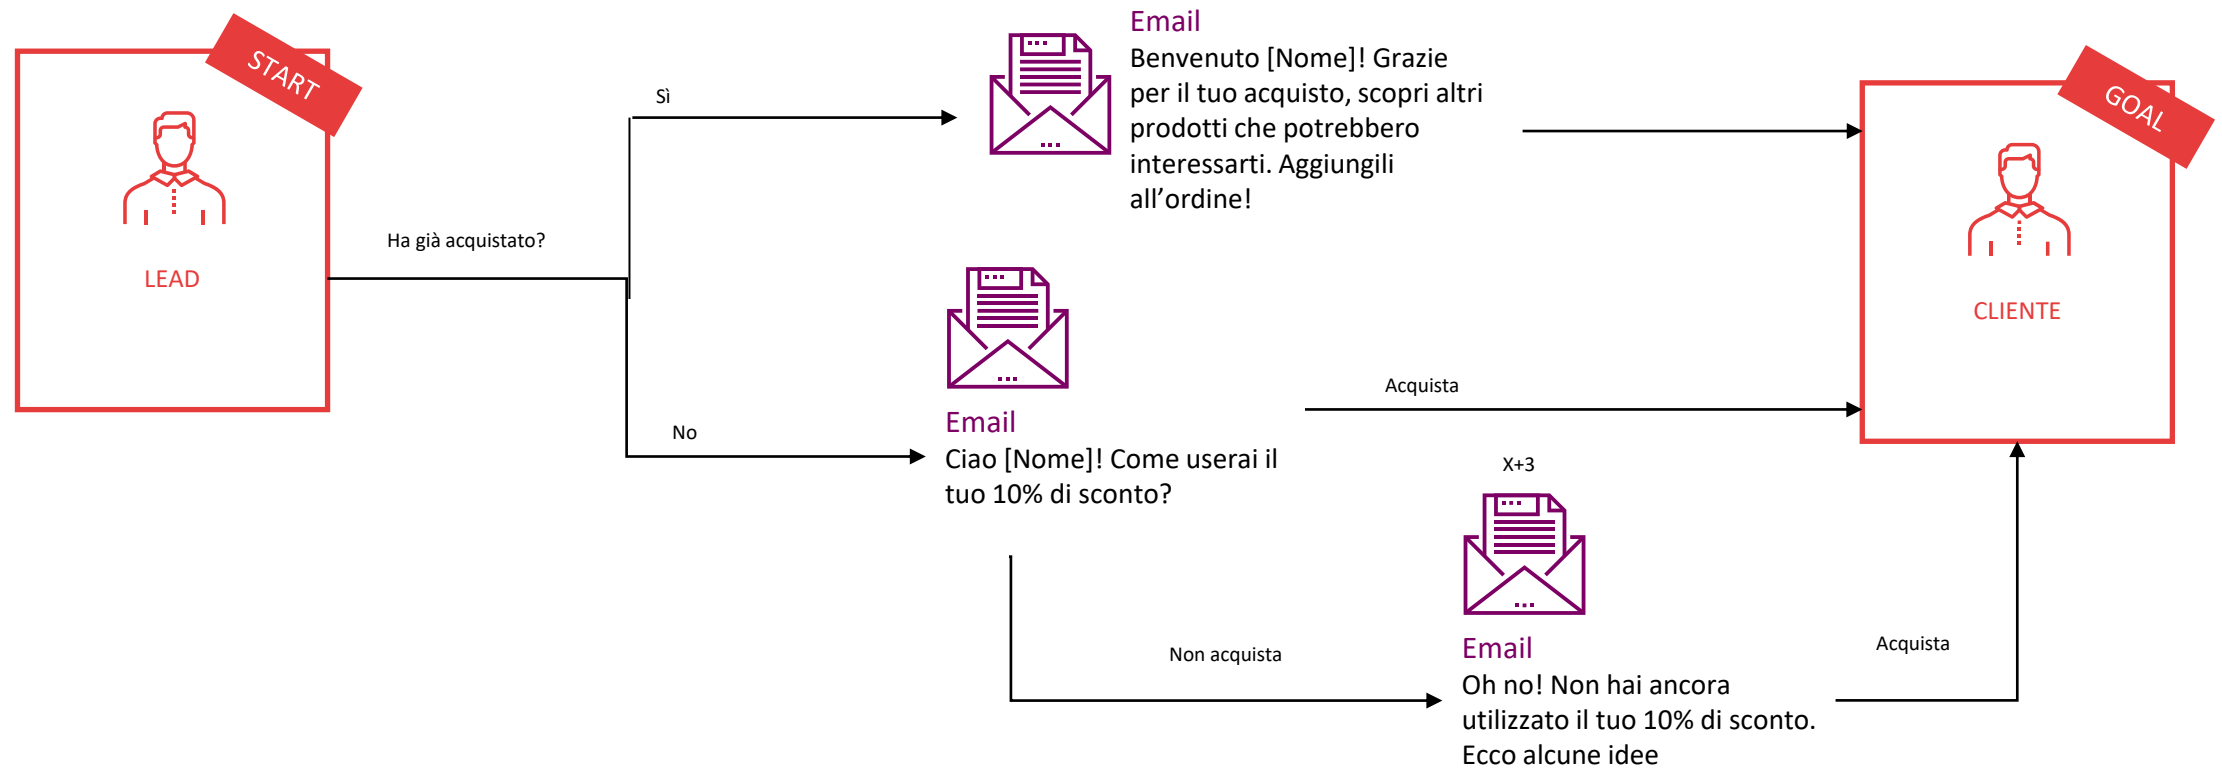 START
LEAD
Ha già acquistato?
Sì
No
Email
Benvenuto [Nome]! Grazie
per il tuo acquisto, scopri altri
prodotti che potrebbero
interessarti. Aggiungili
all’ordine!
Email
Ciao [Nome]! Come userai il
tuo 10% di sconto?
Acquista
Non acquista
X+3
Email
Oh no! Non hai ancora
utilizzato il tuo 10% di sconto.
Ecco alcune idee
Acquista
GOAL
CLIENTE